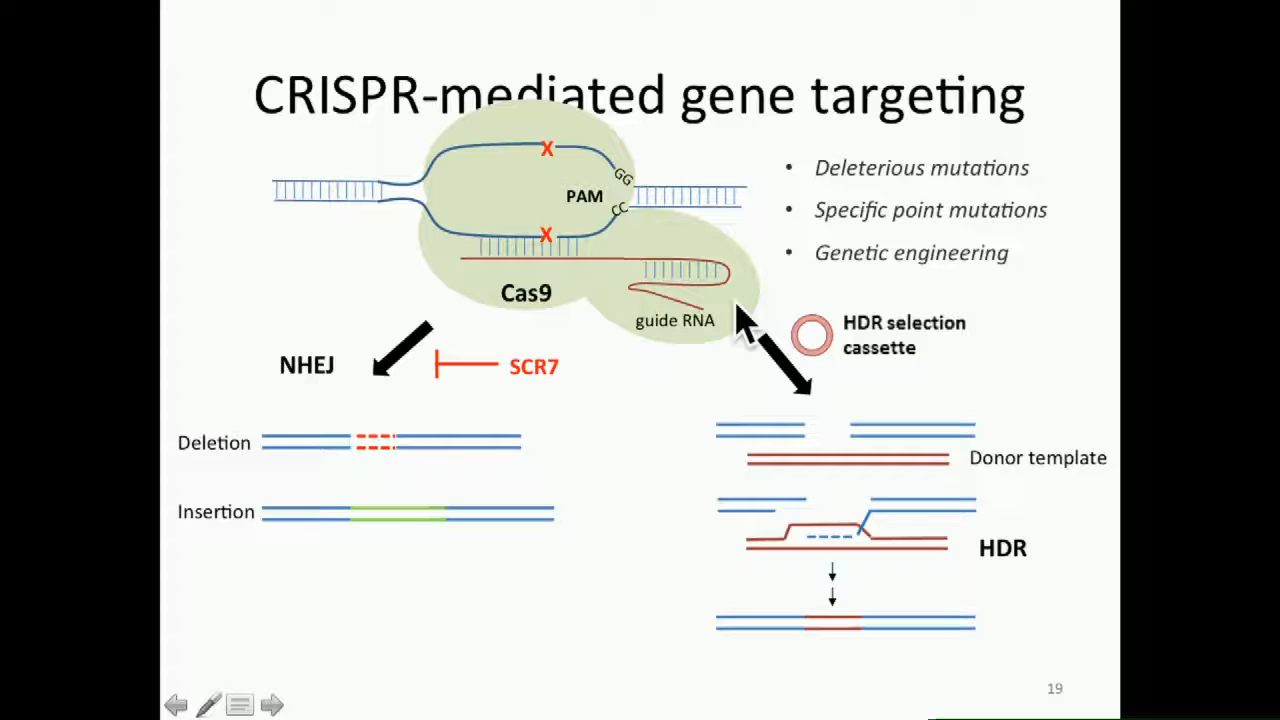 CRISPR-mediated gene targeting
X
GG
PAM
CC
X
Cas9
guide RNA
• Deleterious mutations
• Specific point mutations
• Genetic engineering
HDR selection
cassette
NHEJ
SCR7
Deletion
Insertion
Donor template
HDR
19